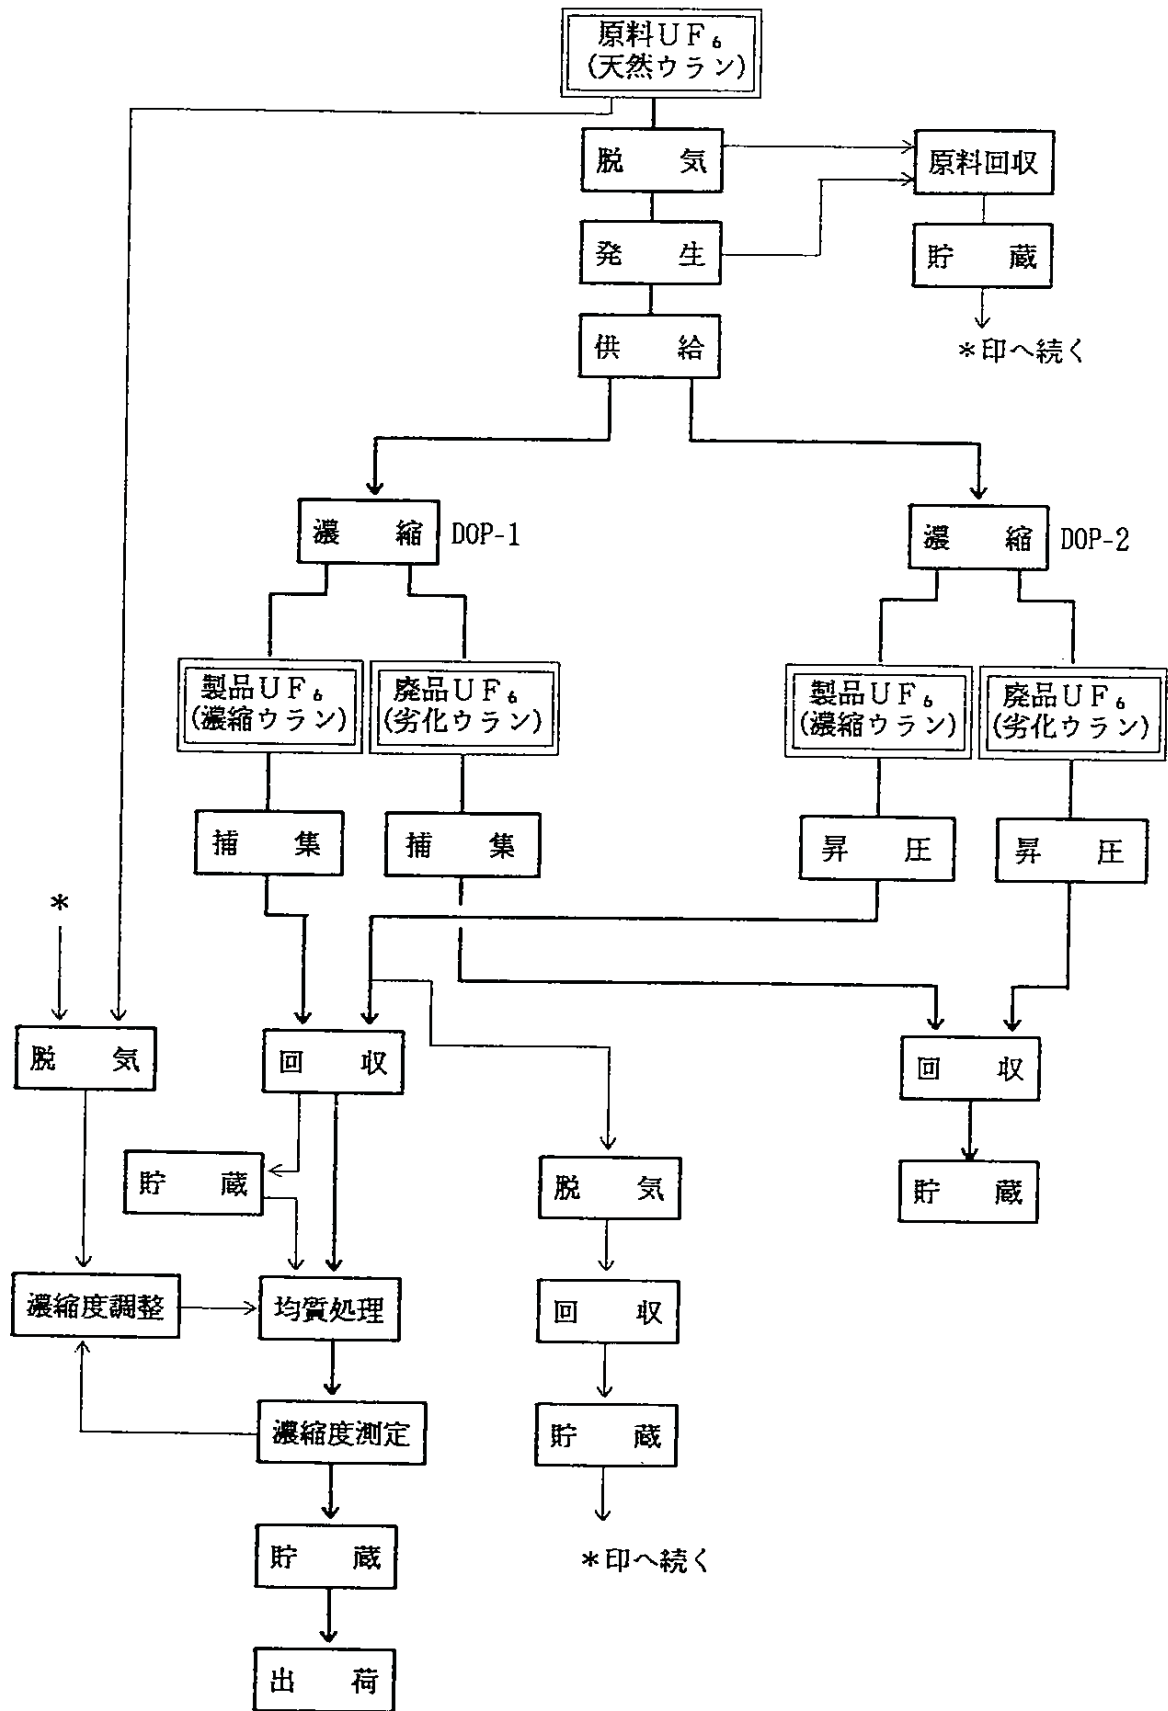 原料UF₆
(天然ウラン)
脱　気
原料回収
発　生
貯　蔵
供　給
*印へ続く
濃　縮
DOP-1
濃　縮
DOP-2
製品UF₆
(濃縮ウラン)
廃品UF₆
(劣化ウラン)
製品UF₆
(濃縮ウラン)
廃品UF₆
(劣化ウラン)
捕　集
捕　集
昇　圧
昇　圧
*
脱　気
回　収
回　収
貯　蔵
脱　気
貯　蔵
濃縮度調整
均質処理
回　収
濃縮度測定
貯　蔵
貯　蔵
*印へ続く
出　荷